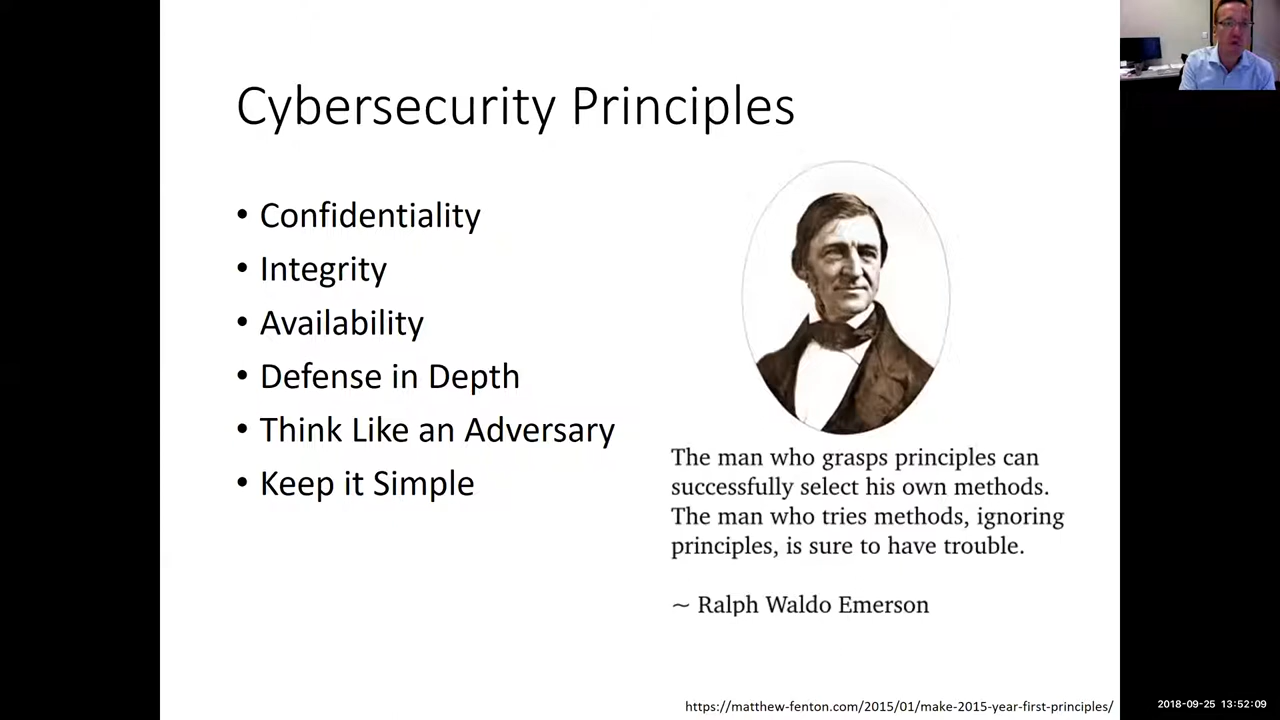 Cybersecurity Principles
• Confidentiality
• Integrity
• Availability
• Defense in Depth
• Think Like an Adversary
• Keep it Simple
The man who grasps principles can
successfully select his own methods.
The man who tries methods, ignoring
principles, is sure to have trouble.
~ Ralph Waldo Emerson
https://matthew-fenton.com/2015/01/make-2015-year-first-principles/
2018-09-25 13:52:09